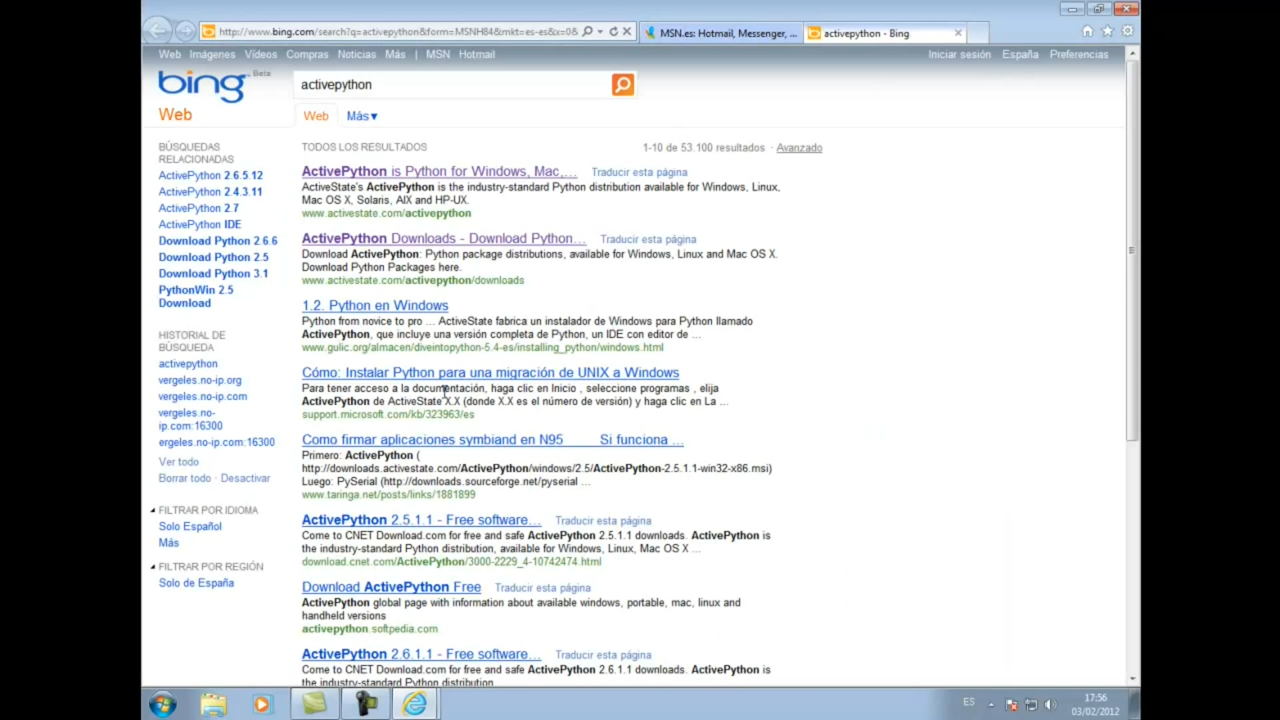 http://www.bing.com/search?q=activepython&form=MSNH84&mkt=es-es&x=0&
MSN.es: Hotmail, Messenger, ...
activepython - Bing
Web Imágenes Vídeos Compras Noticias Más | MSN Hotmail
Iniciar sesión España Preferencias
bing Beta
activepython
Web
Web Más▼
BÚSQUEDAS RELACIONADAS
ActivePython 2.6.5.12
ActivePython 2.4.3.11
ActivePython 2.7
ActivePython IDE
Download Python 2.6.6
Download Python 2.5
Download Python 3.1
PythonWin 2.5
Download
HISTORIAL DE
BÚSQUEDA
activepython
vergeles.no-ip.org
vergeles.no-ip.com
vergeles.no-
ip.com:16300
ergeles.no-ip.com:16300
Ver todo
Borrar todo · Desactivar
FILTRAR POR IDIOMA
Solo Español
Más
FILTRAR POR REGIÓN
Solo de España
TODOS LOS RESULTADOS
1-10 de 53.100 resultados · Avanzado
ActivePython is Python for Windows, Mac,... Traducir esta página
ActiveState's ActivePython is the industry-standard Python distribution available for Windows, Linux,
Mac OS X, Solaris, AIX and HP-UX.
www.activestate.com/activepython
ActivePython Downloads - Download Python... Traducir esta página
Download ActivePython: Python package distributions, available for Windows, Linux and Mac OS X.
Download Python Packages here.
www.activestate.com/activepython/downloads
1.2. Python en Windows
Python from novice to pro ... ActiveState fabrica un instalador de Windows para Python llamado
ActivePython, que incluye una versión completa de Python, un IDE con editor de ...
www.gulic.org/almacen/diveintopython-5.4-es/installing_python/windows.html
Cómo: Instalar Python para una migración de UNIX a Windows
Para tener acceso a la documentación, haga clic en Inicio , seleccione programas , elija
ActivePython de ActiveState X.X (donde X.X es el número de versión) y haga clic en La ...
support.microsoft.com/kb/323963/es
Como firmar aplicaciones symbiand en N95 Si funciona ...
Primero: ActivePython (
http://downloads.activestate.com/ActivePython/windows/2.5/ActivePython-2.5.1.1-win32-x86.msi)
Luego: PySerial (http://downloads.sourceforge.net/pyserial ...
www.taringa.net/posts/links/1881899
ActivePython 2.5.1.1 - Free software... Traducir esta página
Come to CNET Download.com for free and safe ActivePython 2.5.1.1 downloads. ActivePython is
the industry-standard Python distribution, available for Windows, Linux, Mac OS X ...
download.cnet.com/ActivePython/3000-2229_4-10742474.html
Download ActivePython Free Traducir esta página
ActivePython global page with information about available windows, portable, mac, linux and
handheld versions
activepython.softpedia.com
ActivePython 2.6.1.1 - Free software... Traducir esta página
Come to CNET Download.com for free and safe ActivePython 2.6.1.1 downloads. ActivePython is
the industry-standard Python distribution
ES
17:56
03/02/2012